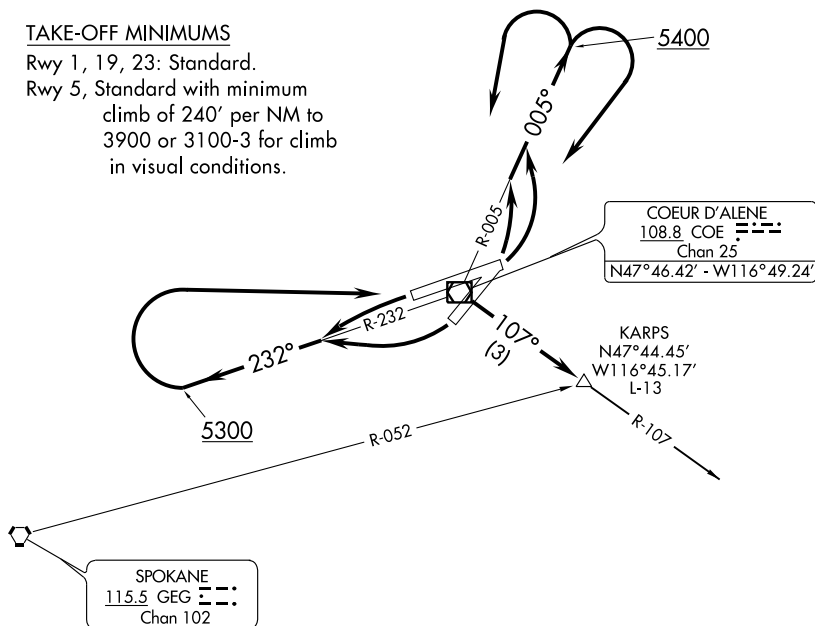 TAKE-OFF MINIMUMS
Rwy 1, 19, 23: Standard.
Rwy 5, Standard with minimum
climb of 240' per NM to
3900 or 3100-3 for climb
in visual conditions.
5400
005°
R-005
COEUR D'ALENE
108.8 COE
Chan 25
N47°46.42' - W116°49.24'
R-232
232°
5300
107°
(3)
KARPS
N47°44.45'
W116°45.17'
L-13
R-107
R-052
SPOKANE
115.5 GEG
Chan 102